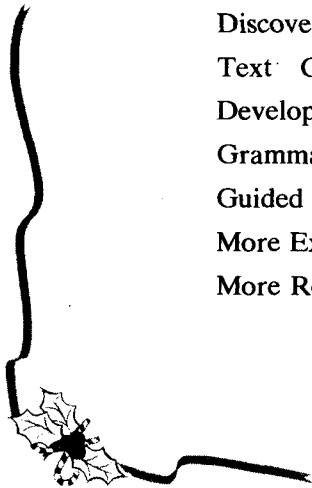 Discove
Text C
Develop
Gramma
Guided
More Ex
More Re